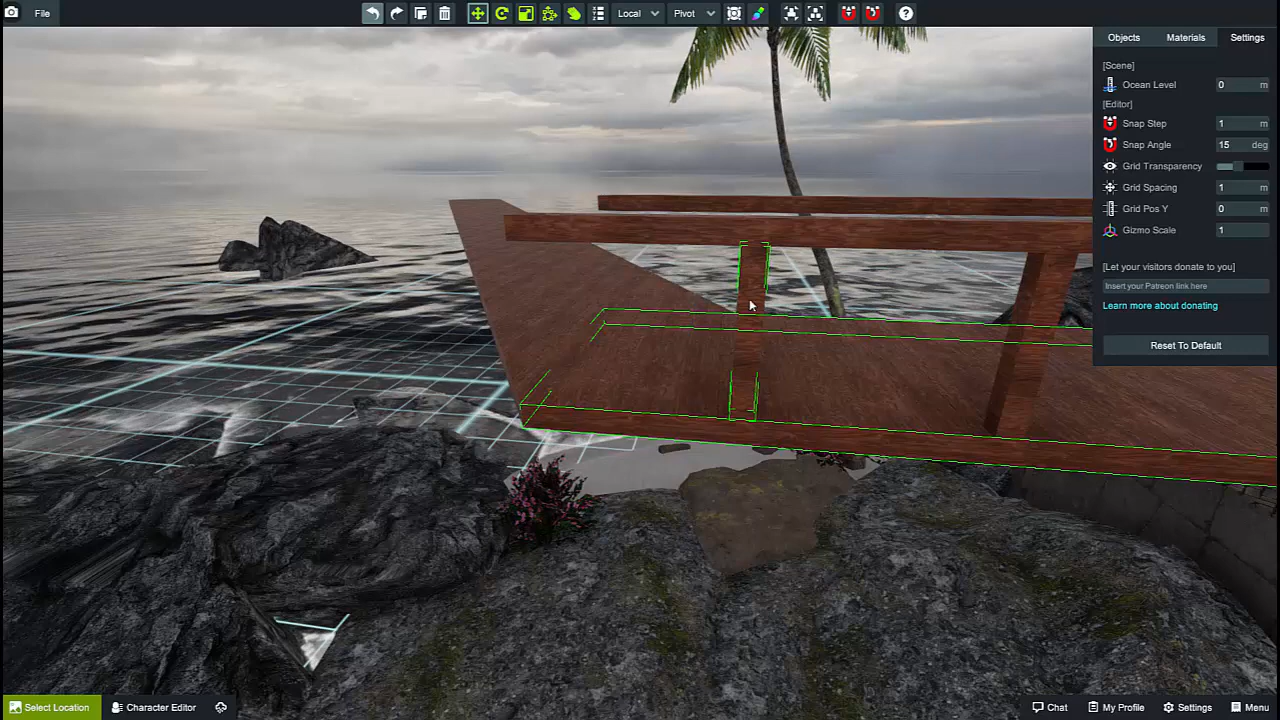 File
Local
Pivot
Objects
Materials
Settings
[Scene]
Ocean Level
0
m
[Editor]
Snap Step
1
m
Snap Angle
15
deg
Grid Transparency
Grid Spacing
1
m
Grid Pos Y
0
m
Gizmo Scale
1
[Let your visitors donate to you]
Insert your Patreon link here
Learn more about donating
Reset To Default
Select Location
Character Editor
Chat
My Profile
Settings
Menu